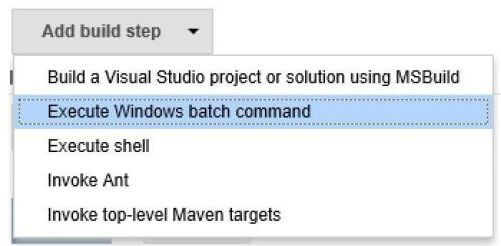 Add build step
Build a Visual Studio project or solution using MSBuild
Execute Windows batch command
Execute shell
Invoke Ant
Invoke top-level Maven targets